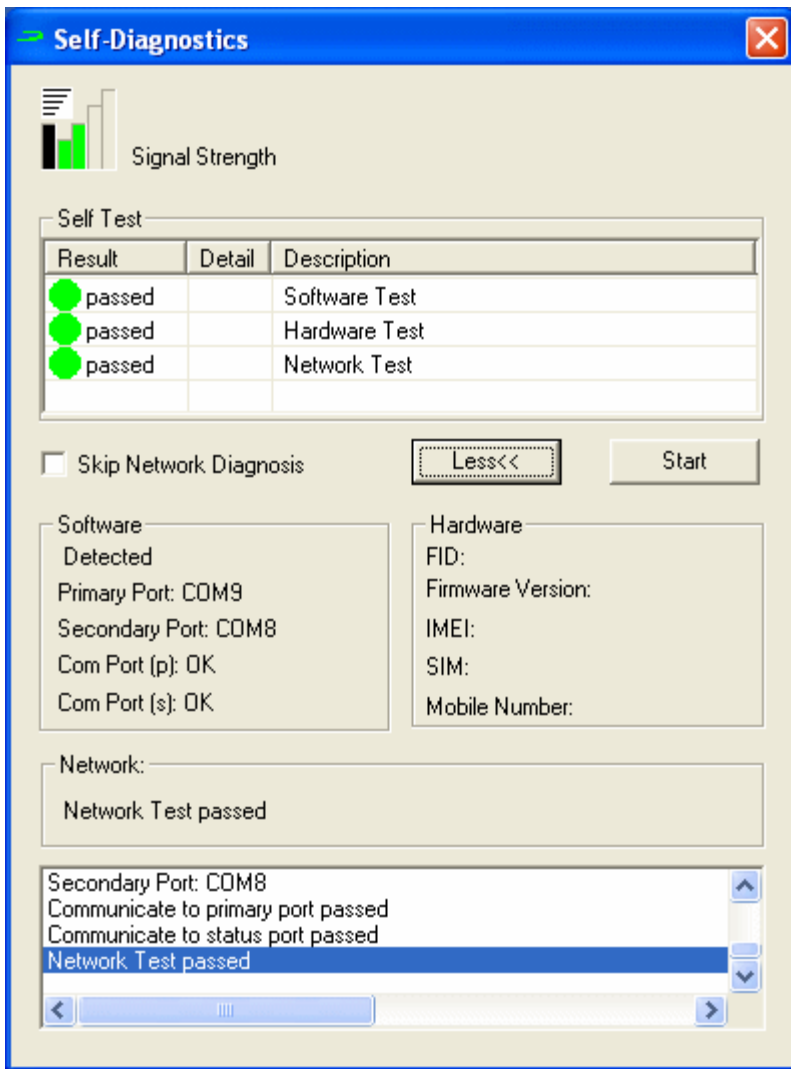 Self-Diagnostics
Signal Strength
Self Test
Result Detail Description
passed Software Test
passed Hardware Test
passed Network Test
Skip Network Diagnosis Less<< Start
Software
Detected
Primary Port: COM9
Secondary Port: COM8
Com Port (p): OK
Com Port (s): OK
Hardware
FID:
Firmware Version:
IMEI:
SIM:
Mobile Number:
Network:
Network Test passed
Secondary Port: COM8
Communicate to primary port passed
Communicate to status port passed
Network Test passed